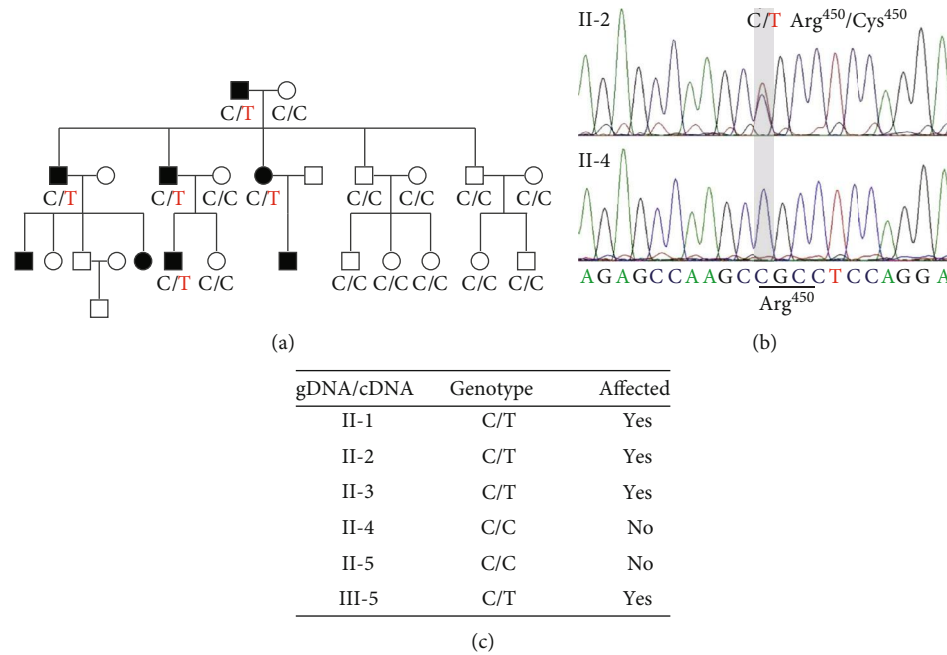 C/T C/C
C/T C/T C/C C/T C/C C/C C/C C/C
C/T C/C C/C C/C C/C C/C C/C
(a)
II-2 C/T Arg⁴⁵⁰/Cys⁴⁵⁰
II-4
AGAGCCAAGCCGCCTCCAGGA
Arg⁴⁵⁰
(b)
gDNA/cDNA Genotype Affected
II-1 C/T Yes
II-2 C/T Yes
II-3 C/T Yes
II-4 C/C No
II-5 C/C No
III-5 C/T Yes
(c)